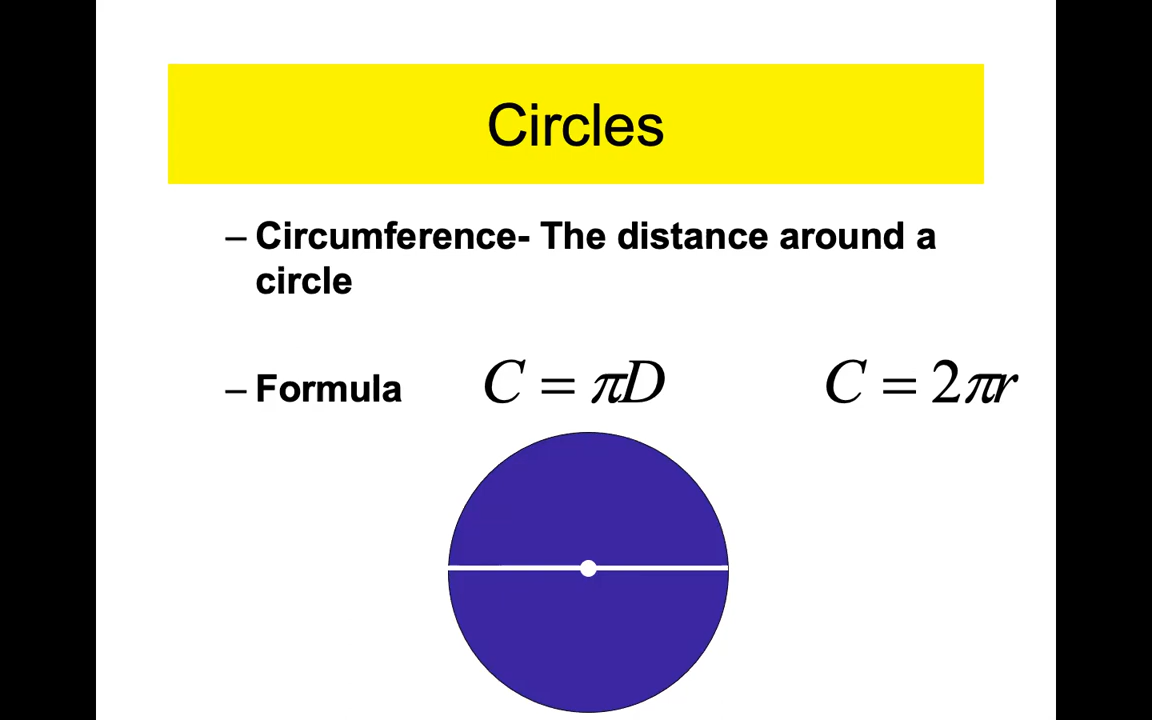 Circles
– Circumference- The distance around a
circle
– Formula C = πD C = 2πr